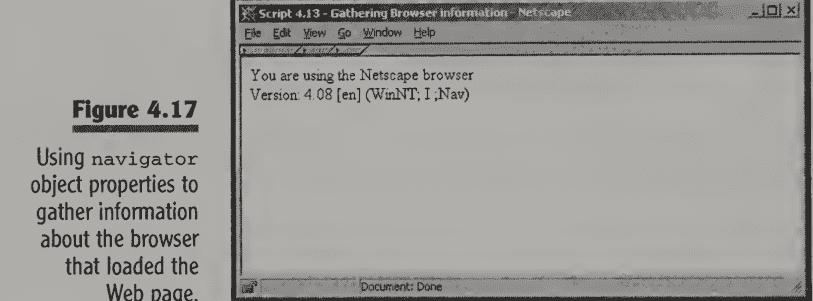 Script 4.13 - Gathering Browser Information - Netscape
File Edit View Go Window Help
You are using the Netscape browser
Version: 4.08 [en] (WinNT; I ;Nav)
Document: Done
Figure 4.17
Using navigator
object properties to
gather information
about the browser
that loaded the
Web page.